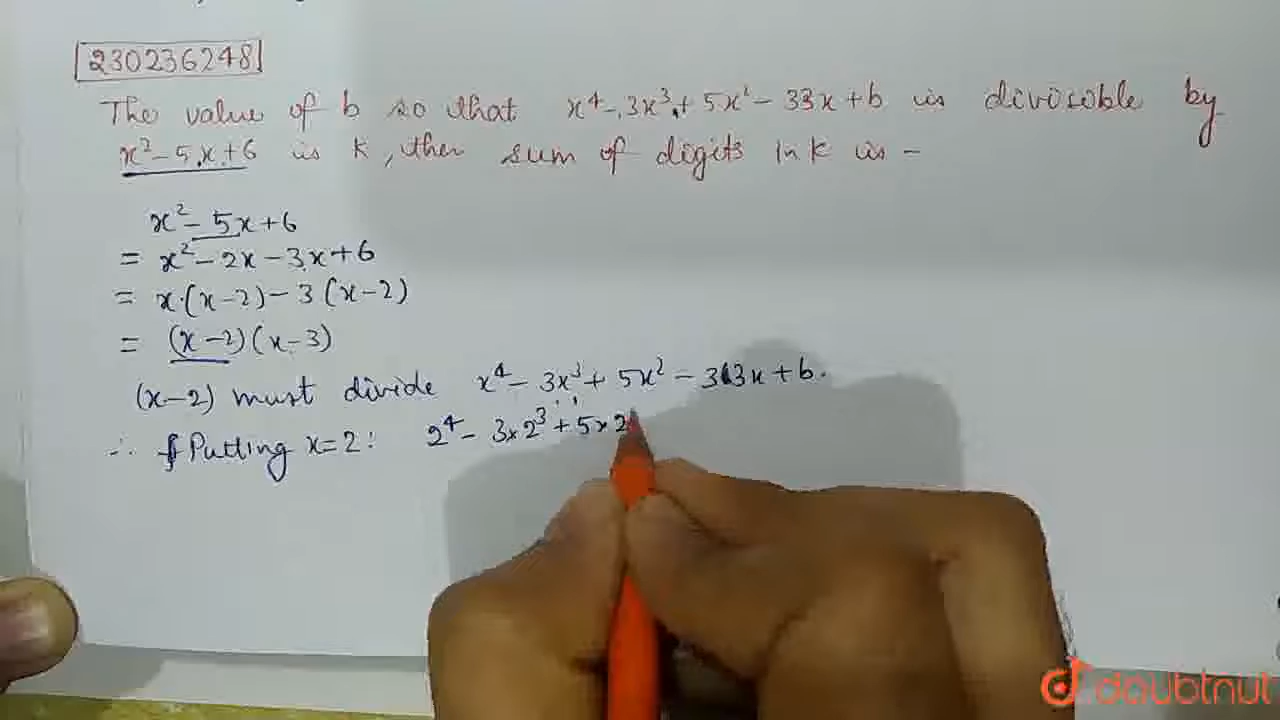 230236248
The value of b so that x⁴ - 3x³ + 5x² - 33x + b is divisible by
x² - 5x + 6 is k, then sum of digits in k is -
x² - 5x + 6
= x² - 2x - 3x + 6
= x·(x-2) - 3(x-2)
= (x-2)(x-3)
(x-2) must divide x⁴ - 3x³ + 5x² - 33x + b.
∴ Putting x=2: 2⁴ - 3×2³ + 5×2
doubtnut